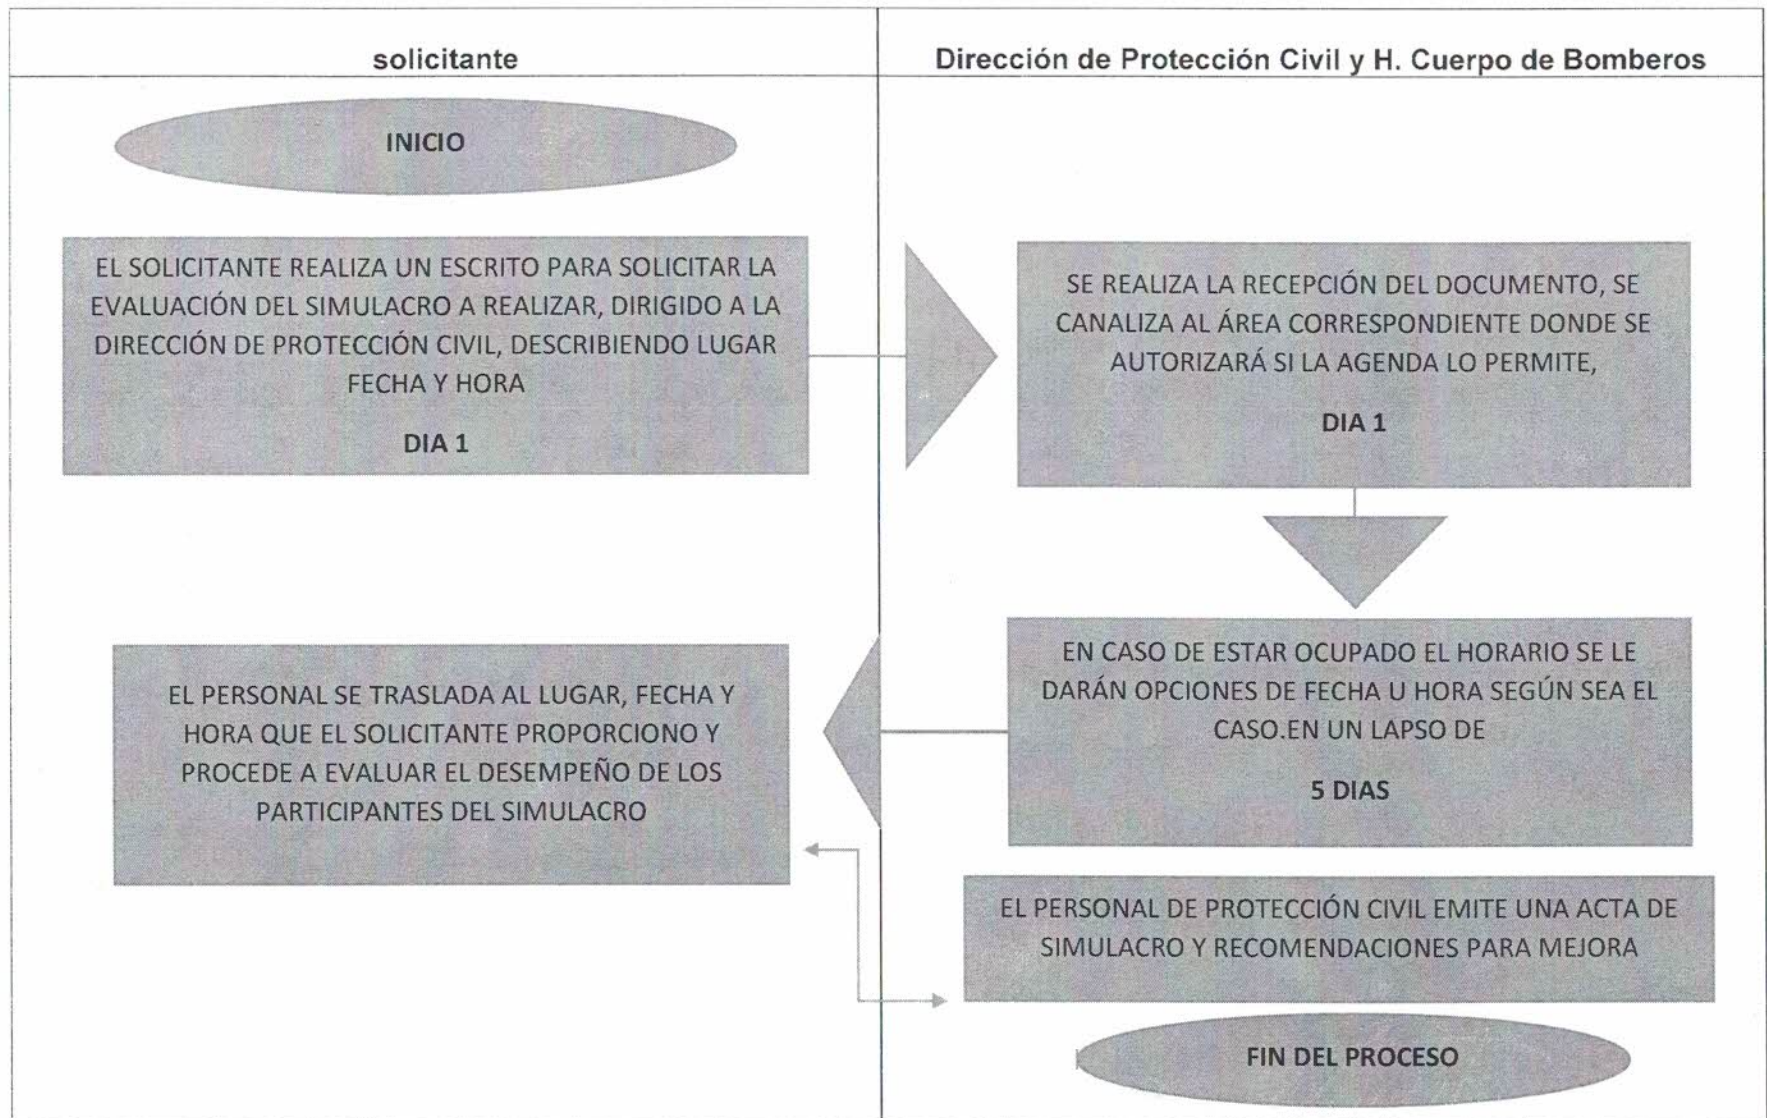 solicitante
Dirección de Protección Civil y H. Cuerpo de Bomberos
INICIO
EL SOLICITANTE REALIZA UN ESCRITO PARA SOLICITAR LA
EVALUACIÓN DEL SIMULACRO A REALIZAR, DIRIGIDO A LA
DIRECCIÓN DE PROTECCIÓN CIVIL, DESCRIBIENDO LUGAR
FECHA Y HORA
DIA 1
SE REALIZA LA RECEPCIÓN DEL DOCUMENTO, SE
CANALIZA AL ÁREA CORRESPONDIENTE DONDE SE
AUTORIZARÁ SI LA AGENDA LO PERMITE,
DIA 1
EN CASO DE ESTAR OCUPADO EL HORARIO SE LE
DARÁN OPCIONES DE FECHA U HORA SEGÚN SEA EL
CASO.EN UN LAPSO DE
5 DIAS
EL PERSONAL SE TRASLADA AL LUGAR, FECHA Y
HORA QUE EL SOLICITANTE PROPORCIONO Y
PROCEDE A EVALUAR EL DESEMPEÑO DE LOS
PARTICIPANTES DEL SIMULACRO
EL PERSONAL DE PROTECCIÓN CIVIL EMITE UNA ACTA DE
SIMULACRO Y RECOMENDACIONES PARA MEJORA
FIN DEL PROCESO